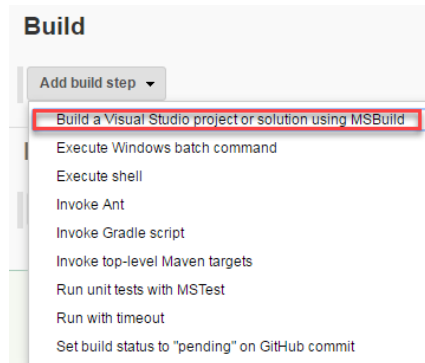 Build
Add build step
Build a Visual Studio project or solution using MSBuild
Execute Windows batch command
Execute shell
Invoke Ant
Invoke Gradle script
Invoke top-level Maven targets
Run unit tests with MSTest
Run with timeout
Set build status to "pending" on GitHub commit